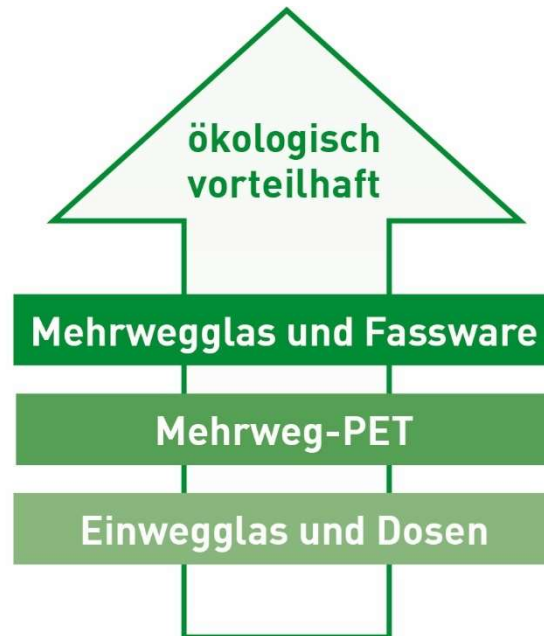 ökologisch
vorteilhaft
Mehrwegglas und Fassware
Mehrweg-PET
Einwegglas und Dosen